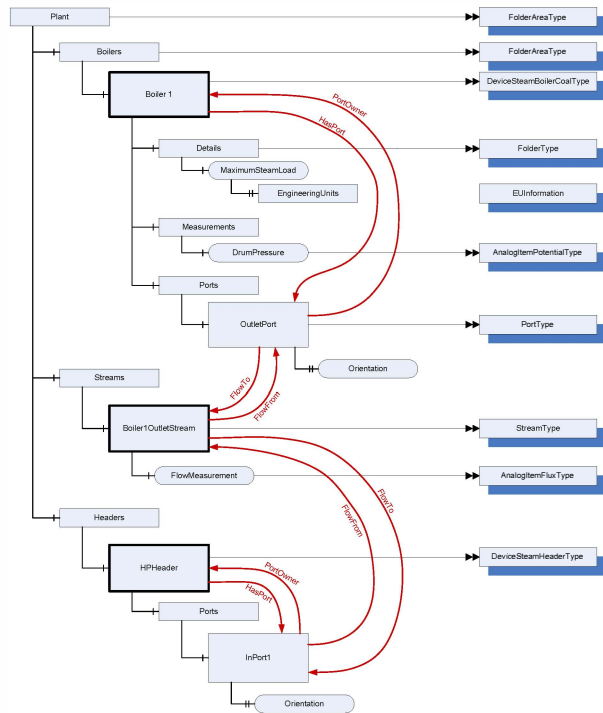 Plant
FolderAreaType
Boilers
FolderAreaType
Boiler 1
DeviceSteamBoilerCoalType
PortOwner
HasPort
Details
FolderType
MaximumSteamLoad
EngineeringUnits
EUInformation
Measurements
DrumPressure
AnalogItemPotentialType
Ports
OutletPort
PortType
Orientation
Streams
FlowTo
FlowFrom
Boiler1OutletStream
StreamType
FlowMeasurement
AnalogItemFluxType
FlowTo
FlowFrom
Headers
HPHeader
DeviceSteamHeaderType
PortOwner
HasPort
Ports
InPort1
Orientation